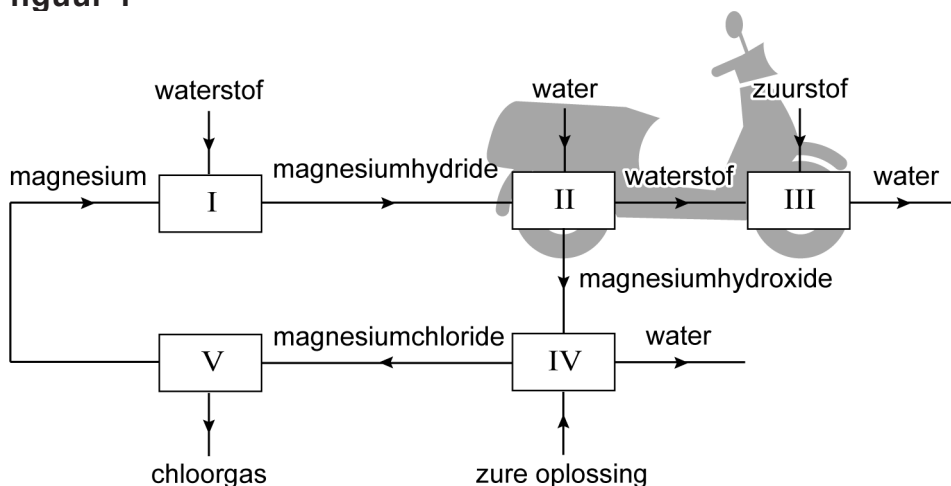 figuur 1
waterstof
water
zuurstof
magnesium
magnesiumhydride
waterstof
water
I
II
III
magnesiumhydroxide
magnesiumchloride
water
V
IV
chloorgas
zure oplossing